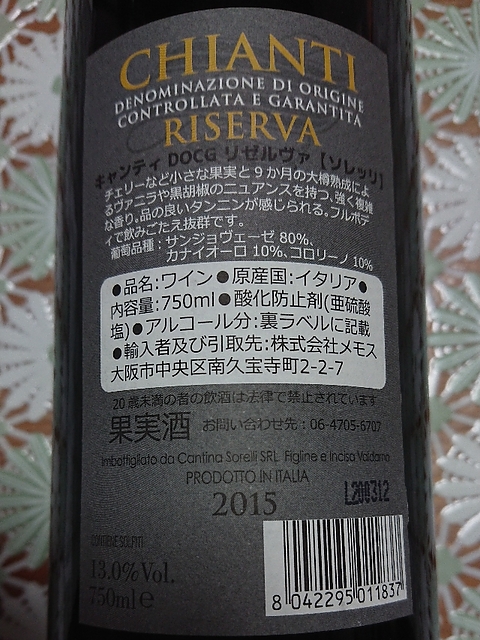 CHIANTI
DENOMINAZIONE DI ORIGINE
CONTROLLATA E GARANTITA
RISERVA
キャンティ DOCG リゼルヴァ【ソレッリ】
チェリーなど小さな果実と9か月の大樽熟成によ
るヴァニラや黒胡椒のニュアンスを持つ、強く複雑
な香り。品の良いタンニンが感じられる。フルボデ
ィで飲みごたえ抜群です。
葡萄品種：サンジョヴェーゼ 80%、
カナイオーロ 10%、コロリーノ 10%
●品名:ワイン●原産国:イタリア●
内容量:750ml●酸化防止剤(亜硫酸
塩)●アルコール分:裏ラベルに記載
●輸入者及び引取先:株式会社メモス
大阪市中央区南久宝寺町2-2-7
20歳未満の者の飲酒は法律で禁止されています
果実酒 お問い合わせ先：06-4705-6707
Imbottigliato da Cantina Sorelli SRL Figline e Incisa Valdarno
PRODOTTO IN ITALIA
2015
L200312
CONTIENE SOLFITI
13.0%Vol.
750ml e
8 042295 011837